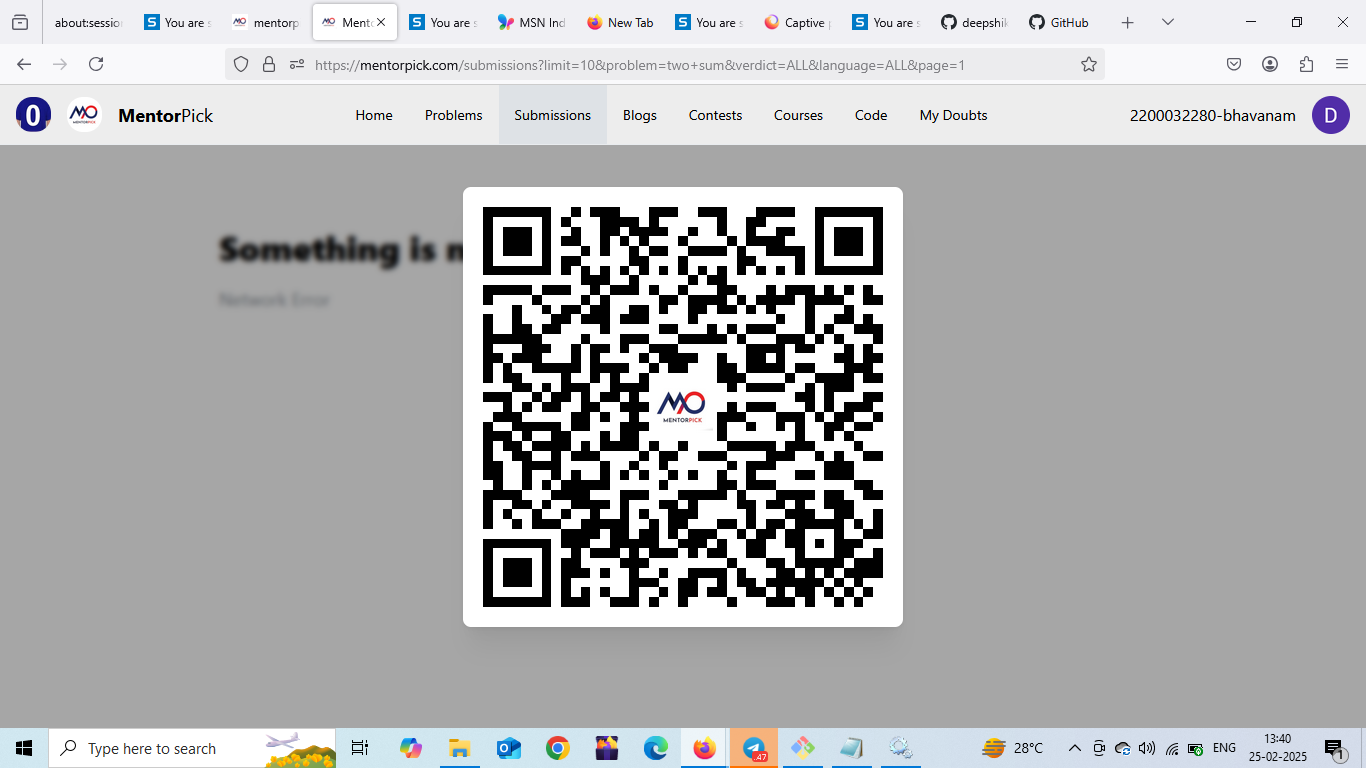 about:sessio
You are s
mentorp
Mento
You are s
MSN Ind
New Tab
You are s
Captive p
You are s
deepshik
GitHub
https://mentorpick.com/submissions?limit=10&problem=two+sum&verdict=ALL&language=ALL&page=1
0 MENTORPICK MentorPick Home Problems Submissions Blogs Contests Courses Code My Doubts 2200032280-bhavanam D
Something is n
Network Error
MENTORPICK
Type here to search
47
28°C
ENG
13:40
25-02-2025
1